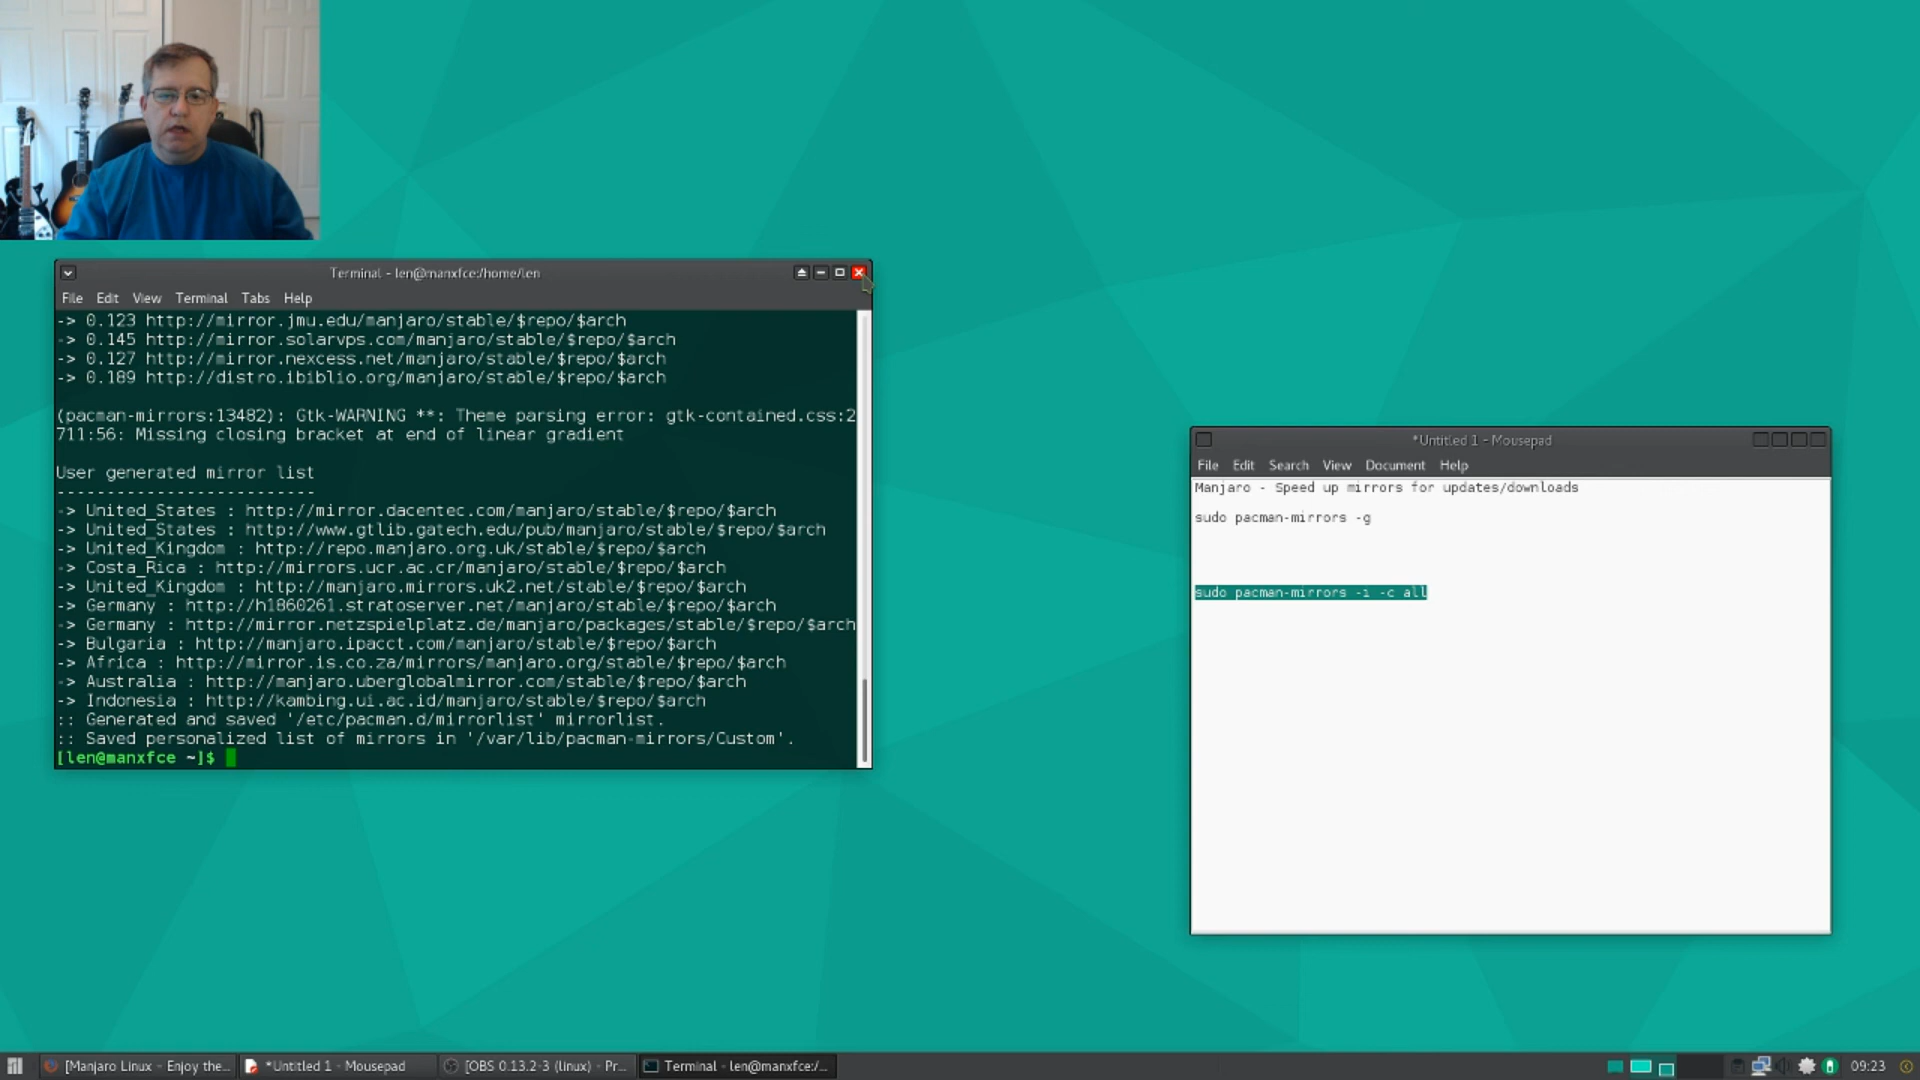 Terminal - len@manxfce:/home/len
File Edit View Terminal Tabs Help
-> 0.123 http://mirror.jmu.edu/manjaro/stable/$repo/$arch
-> 0.145 http://mirror.solarvps.com/manjaro/stable/$repo/$arch
-> 0.127 http://mirror.nexcess.net/manjaro/stable/$repo/$arch
-> 0.189 http://distro.ibiblio.org/manjaro/stable/$repo/$arch
(pacman-mirrors:13482): Gtk-WARNING **: Theme parsing error: gtk-contained.css:2
711:56: Missing closing bracket at end of linear gradient
User generated mirror list
--------------------------
-> United_States : http://mirror.dacentec.com/manjaro/stable/$repo/$arch
-> United_States : http://www.gtlib.gatech.edu/pub/manjaro/stable/$repo/$arch
-> United_Kingdom : http://repo.manjaro.org.uk/stable/$repo/$arch
-> Costa_Rica : http://mirrors.ucr.ac.cr/manjaro/stable/$repo/$arch
-> United_Kingdom : http://manjaro.mirrors.uk2.net/stable/$repo/$arch
-> Germany : http://h1860261.stratoserver.net/manjaro/stable/$repo/$arch
-> Germany : http://mirror.netzspielplatz.de/manjaro/packages/stable/$repo/$arch
-> Bulgaria : http://manjaro.ipacct.com/manjaro/stable/$repo/$arch
-> Africa : http://mirror.is.co.za/mirrors/manjaro.org/stable/$repo/$arch
-> Australia : http://manjaro.uberglobalmirror.com/stable/$repo/$arch
-> Indonesia : http://kambing.ui.ac.id/manjaro/stable/$repo/$arch
:: Generated and saved '/etc/pacman.d/mirrorlist' mirrorlist.
:: Saved personalized list of mirrors in '/var/lib/pacman-mirrors/Custom'.
[len@manxfce ~]$
*Untitled 1 - Mousepad
File Edit Search View Document Help
Manjaro - Speed up mirrors for updates/downloads
sudo pacman-mirrors -g
sudo pacman-mirrors -i -c all
[Manjaro Linux - Enjoy the... *Untitled 1 - Mousepad [OBS 0.13.2-3 (linux) - Pr... Terminal - len@manxfce:/... 09:23